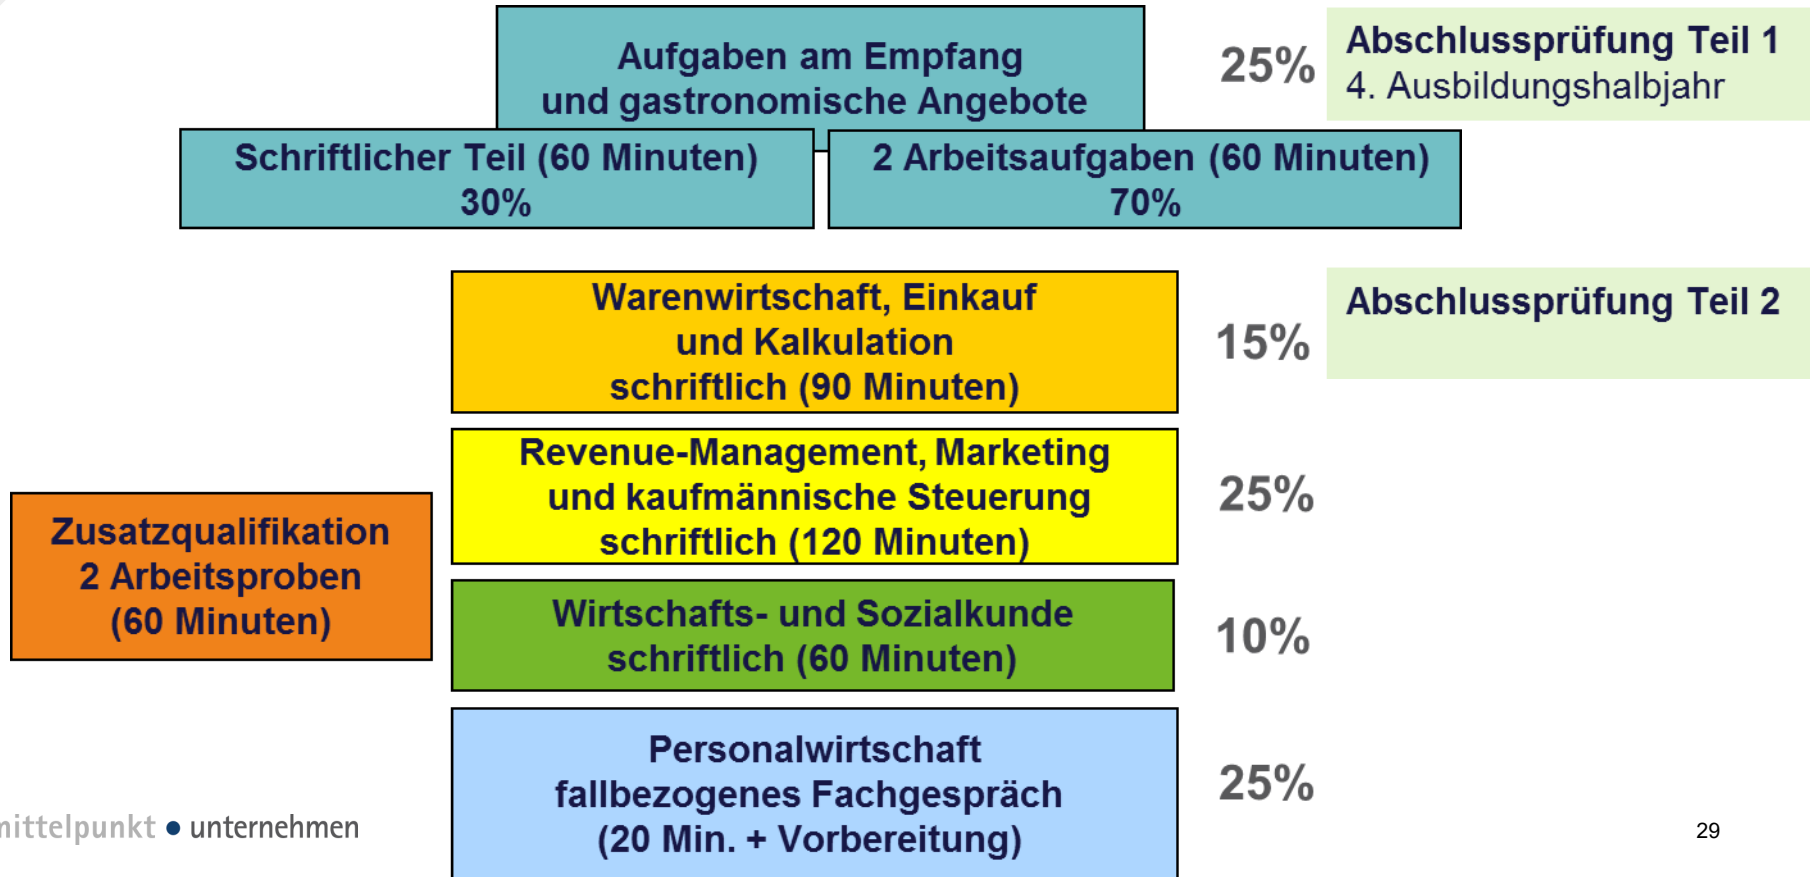 Aufgaben am Empfang
und gastronomische Angebote
25%
Abschlussprüfung Teil 1
4. Ausbildungshalbjahr
Schriftlicher Teil (60 Minuten)
30%
2 Arbeitsaufgaben (60 Minuten)
70%
Warenwirtschaft, Einkauf
und Kalkulation
schriftlich (90 Minuten)
15%
Abschlussprüfung Teil 2
Revenue-Management, Marketing
und kaufmännische Steuerung
schriftlich (120 Minuten)
25%
Zusatzqualifikation
2 Arbeitsproben
(60 Minuten)
Wirtschafts- und Sozialkunde
schriftlich (60 Minuten)
10%
Personalwirtschaft
fallbezogenes Fachgespräch
(20 Min. + Vorbereitung)
25%
mittelpunkt ● unternehmen
29